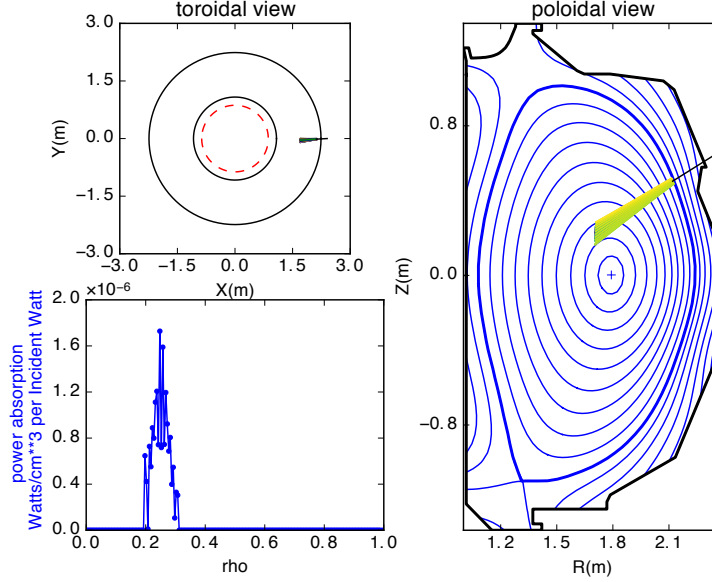 toroidal view
3.0
1.5
0.0
−1.5
−3.0
Y(m)
−3.0 −1.5 0.0 1.5 3.0
X(m)
2.0 ×10⁻⁶
1.6
1.2
0.8
0.4
0.0
power absorption
Watts/cm**3 per Incident Watt
0.0 0.2 0.4 0.6 0.8 1.0
rho
poloidal view
0.8
0.0
−0.8
Z(m)
1.2 1.5 1.8 2.1
R(m)